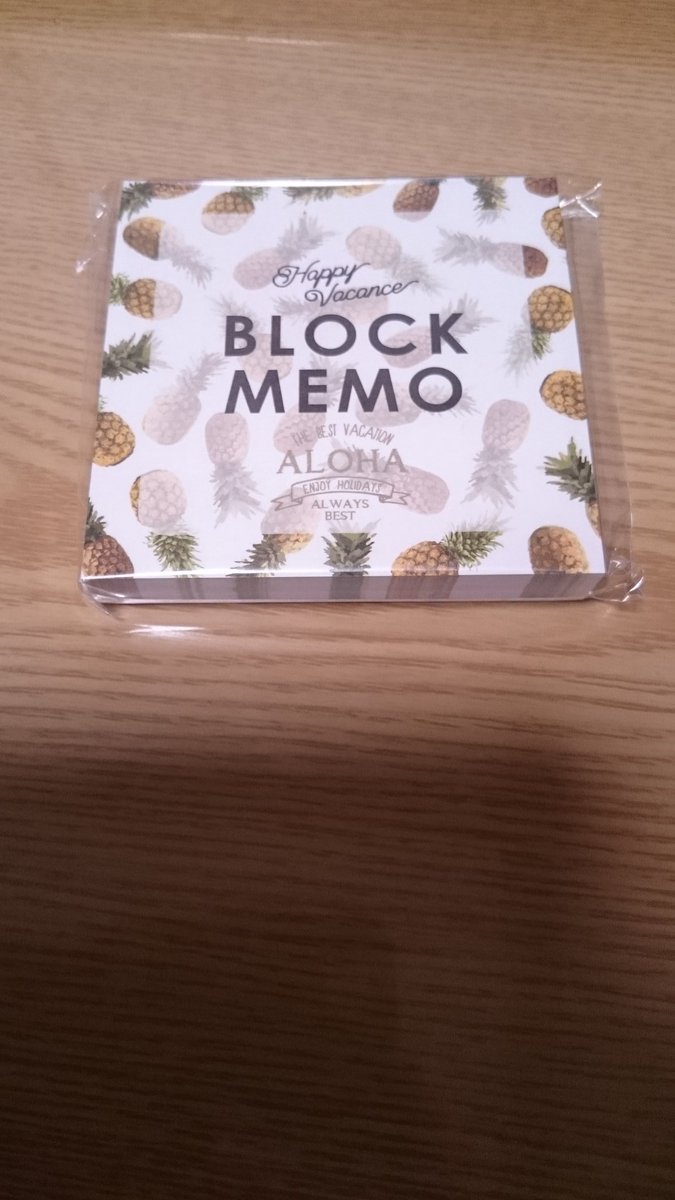 Happy
Vacance
BLOCK
MEMO
THE BEST VACATION
ALOHA
"ENJOY HOLIDAYS"
ALWAYS
BEST